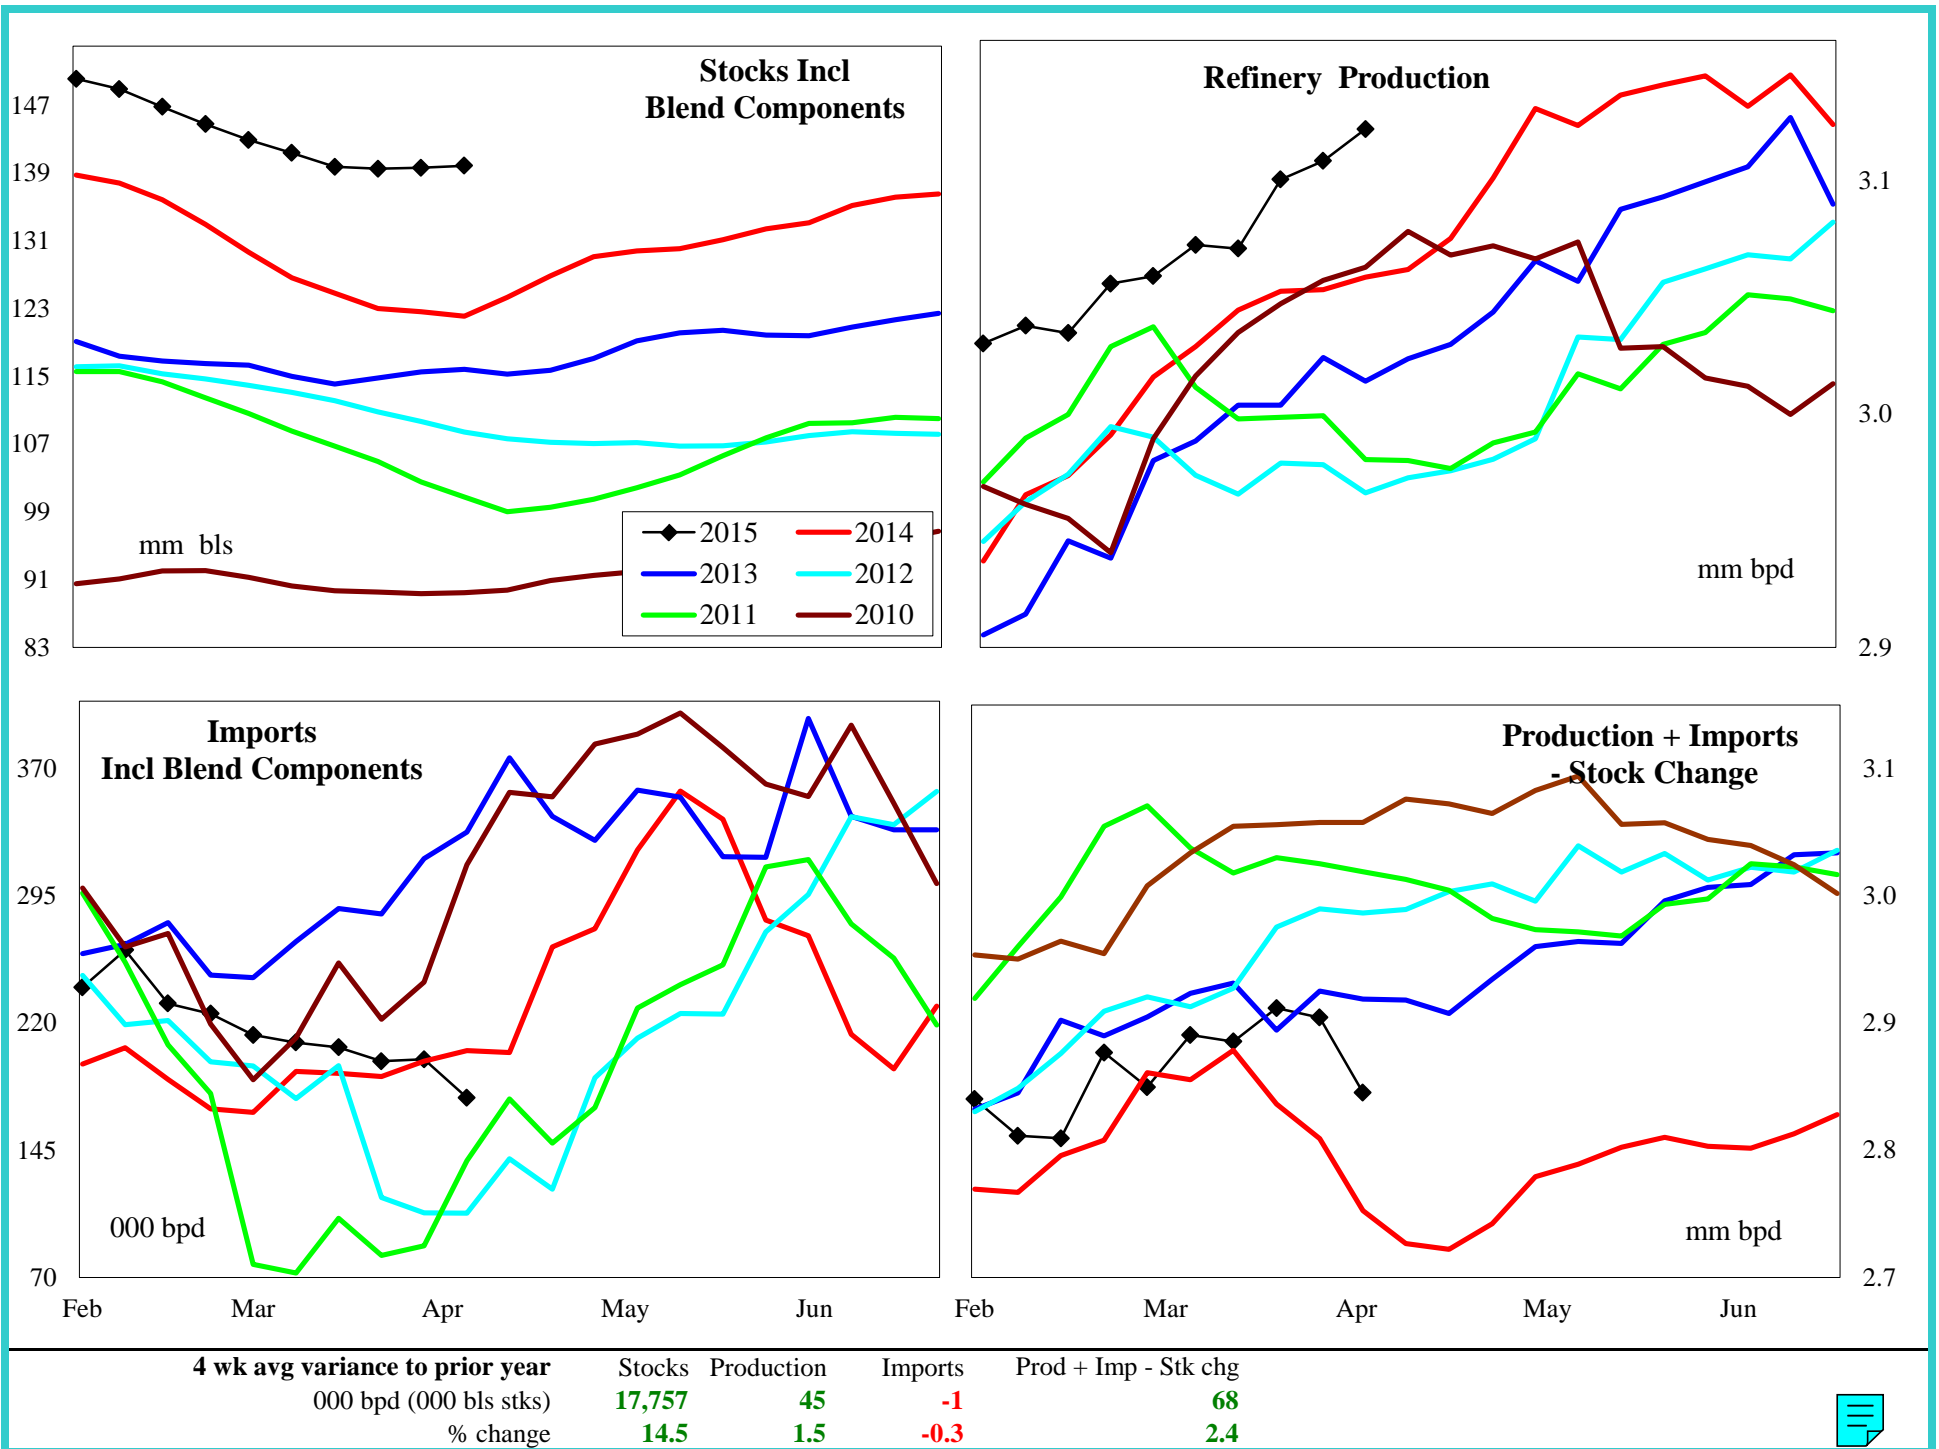 Stocks Incl
Blend Components
147
139
131
123
115
107
99
91
83
mm bls
2015
2014
2013
2012
2011
2010
Refinery Production
3.1
3.0
2.9
mm bpd
Imports
Incl Blend Components
370
295
220
145
70
000 bpd
Feb Mar Apr May Jun
Production + Imports
- Stock Change
3.1
3.0
2.9
2.8
2.7
mm bpd
Feb Mar Apr May Jun
4 wk avg variance to prior year Stocks Production Imports Prod + Imp - Stk chg
000 bpd (000 bls stks) 17,757 45 -1 68
% change 14.5 1.5 -0.3 2.4